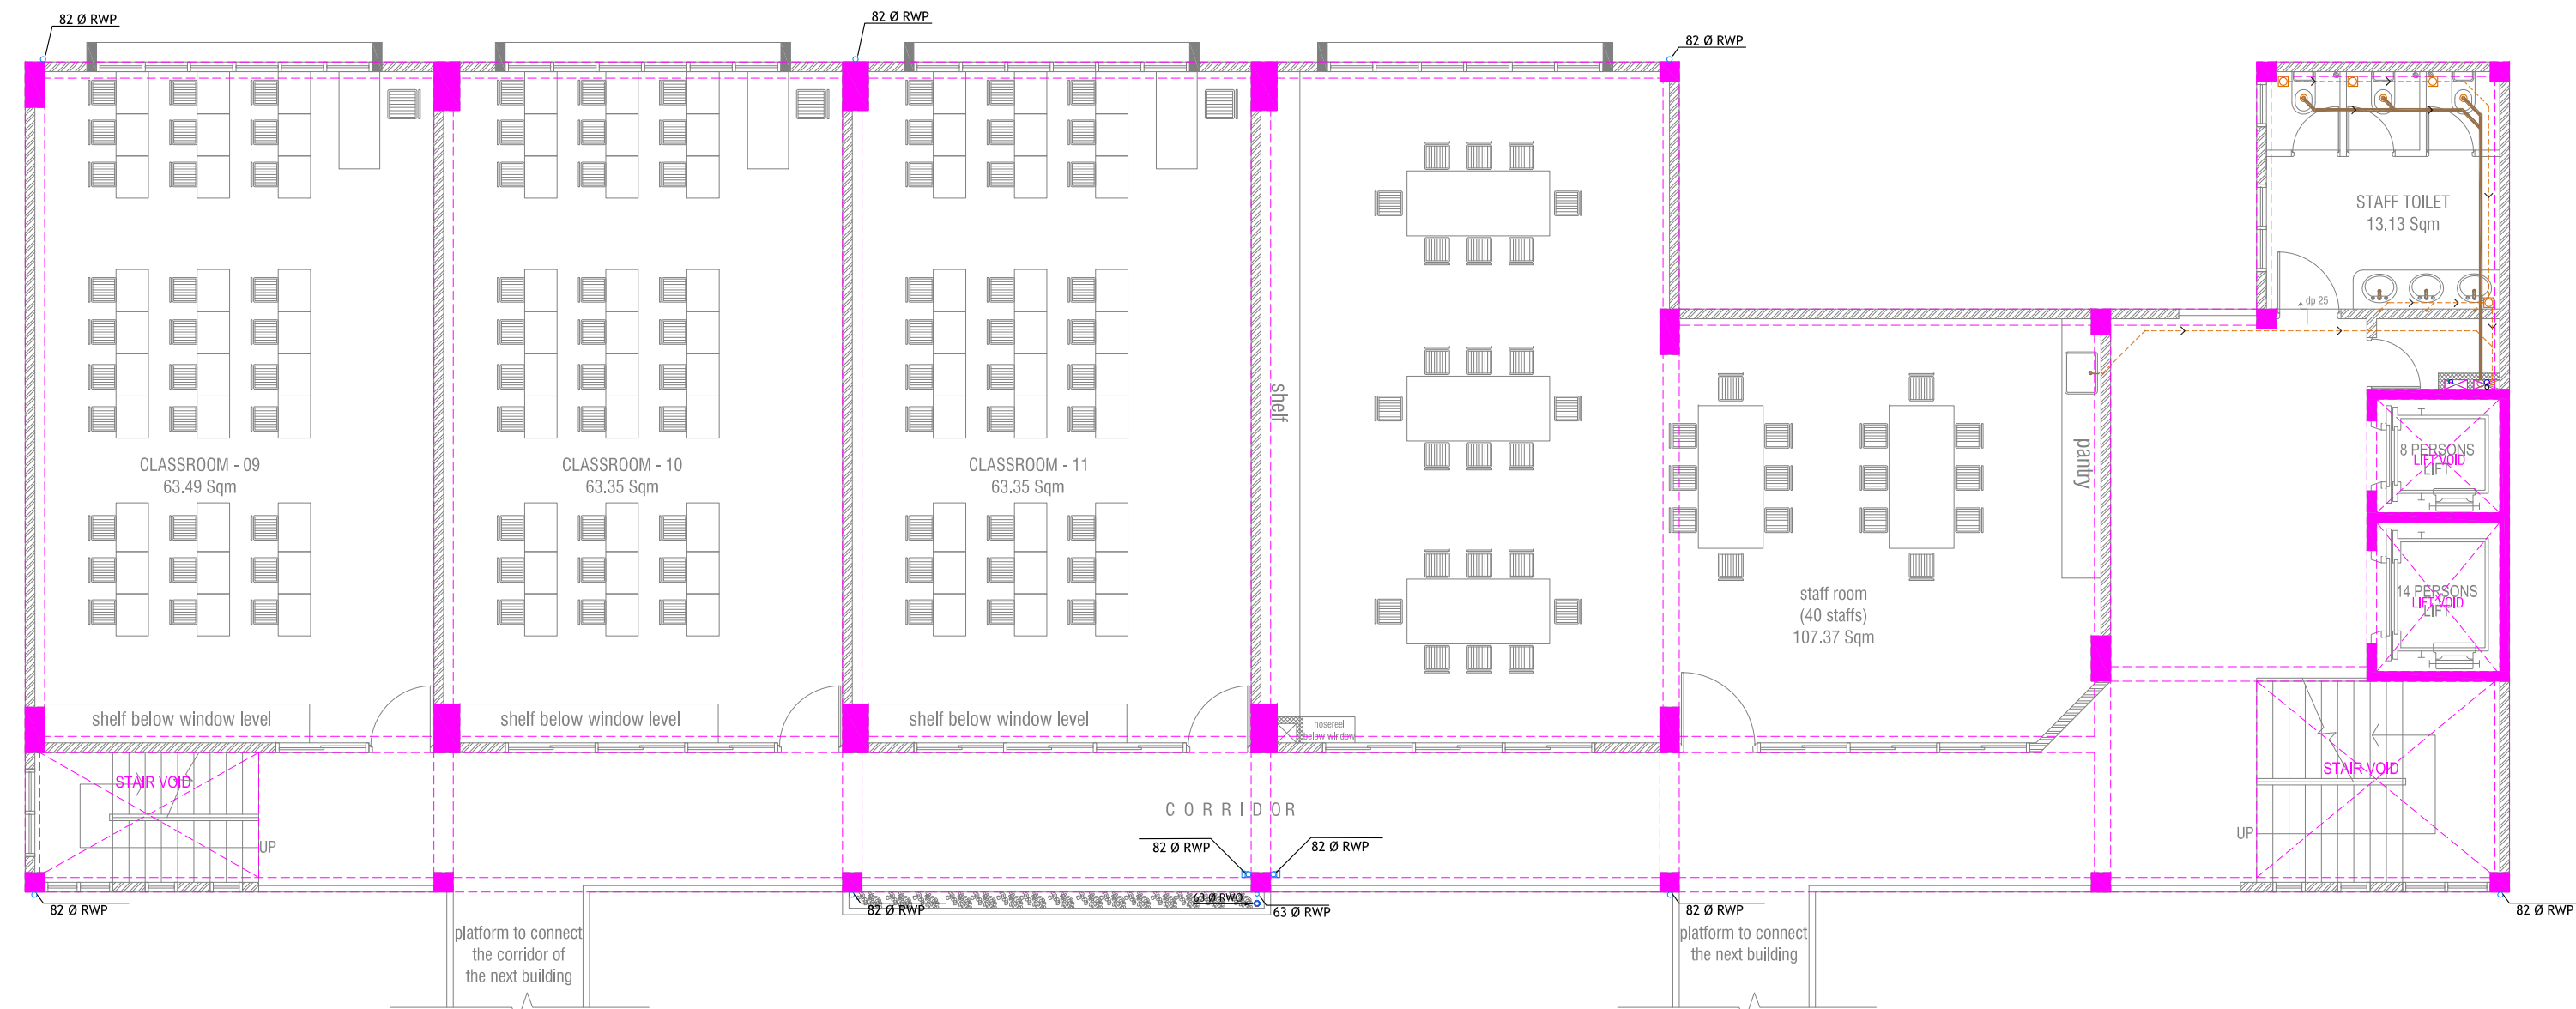 82 Ø RWP
82 Ø RWP
82 Ø RWP
STAFF TOILET
13.13 Sqm
dp 25
shelf
pantry
8 PERSONS
LIFT
LIFT VOID
CLASSROOM - 09
63.49 Sqm
CLASSROOM - 10
63.35 Sqm
CLASSROOM - 11
63.35 Sqm
staff room
(40 staffs)
107.37 Sqm
14 PERSONS
LIFT
LIFT VOID
shelf below window level
shelf below window level
shelf below window level
hosereel
below window
STAIR VOID
UP
CORRIDOR
STAIR VOID
UP
82 Ø RWP
82 Ø RWP
82 Ø RWP
82 Ø RWP
63 Ø RWO
63 Ø RWP
82 Ø RWP
82 Ø RWP
platform to connect
the corridor of
the next building
platform to connect
the next building